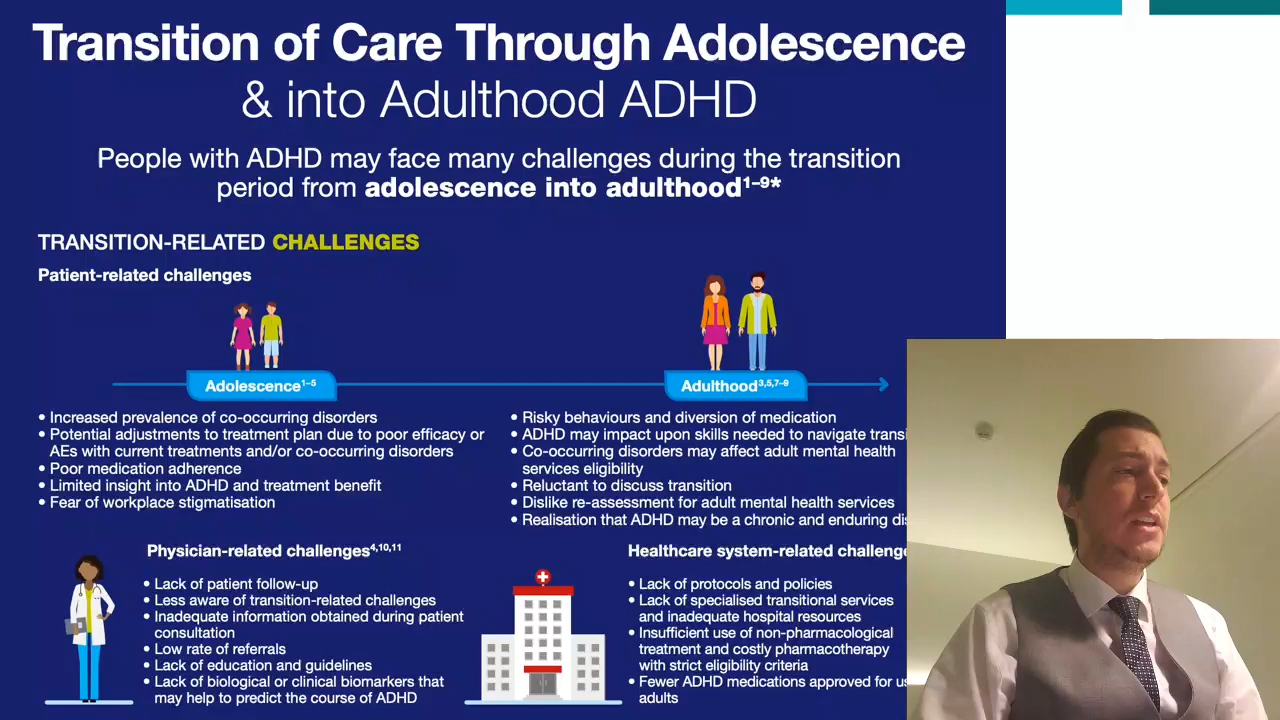 Transition of Care Through Adolescence
& into Adulthood ADHD
People with ADHD may face many challenges during the transition
period from adolescence into adulthood1–9*
TRANSITION-RELATED CHALLENGES
Patient-related challenges
Adolescence1–5
• Increased prevalence of co-occurring disorders
• Potential adjustments to treatment plan due to poor efficacy or
AEs with current treatments and/or co-occurring disorders
• Poor medication adherence
• Limited insight into ADHD and treatment benefit
• Fear of workplace stigmatisation
Adulthood3,5,7–9
• Risky behaviours and diversion of medication
• ADHD may impact upon skills needed to navigate
• Co-occurring disorders may affect adult mental health
services eligibility
• Reluctant to discuss transition
• Dislike re-assessment for adult mental health services
• Realisation that ADHD may be a chronic and enduring
Physician-related challenges4,10,11
• Lack of patient follow-up
• Less aware of transition-related challenges
• Inadequate information obtained during patient
consultation
• Low rate of referrals
• Lack of education and guidelines
• Lack of biological or clinical biomarkers that
may help to predict the course of ADHD
Healthcare system-related
• Lack of protocols and policies
• Lack of specialised transitional services
and inadequate hospital resources
• Insufficient use of non-pharmacological
treatment and costly pharmacotherapy
with strict eligibility criteria
• Fewer ADHD medications approved for
adults